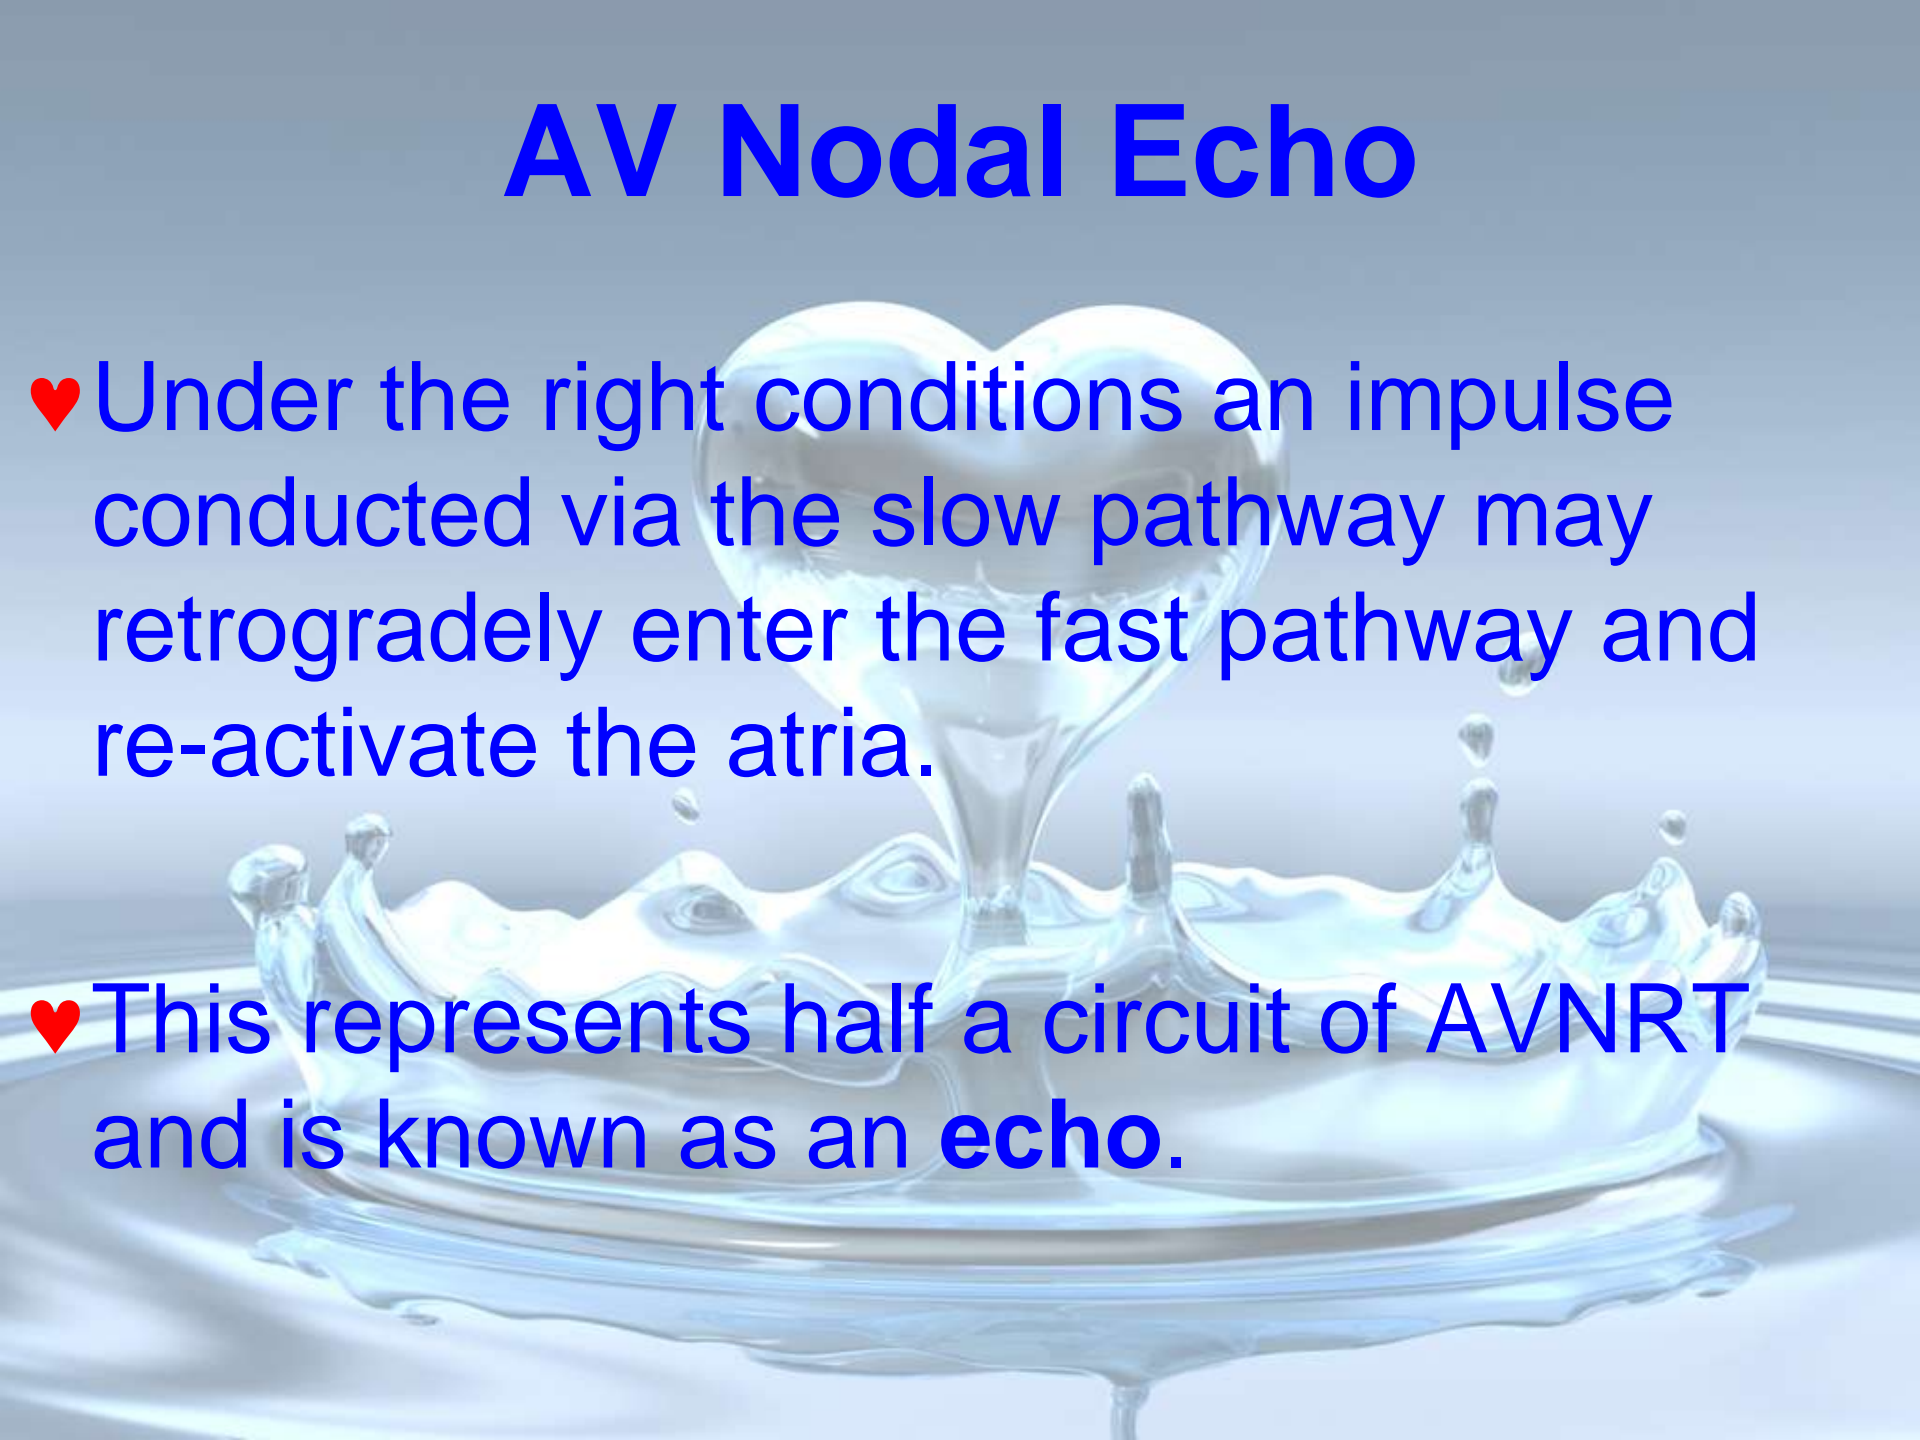 AV Nodal Echo
♥Under the right conditions an impulse
conducted via the slow pathway may
retrogradely enter the fast pathway and
re-activate the atria.
♥This represents half a circuit of AVNRT
and is known as an echo.